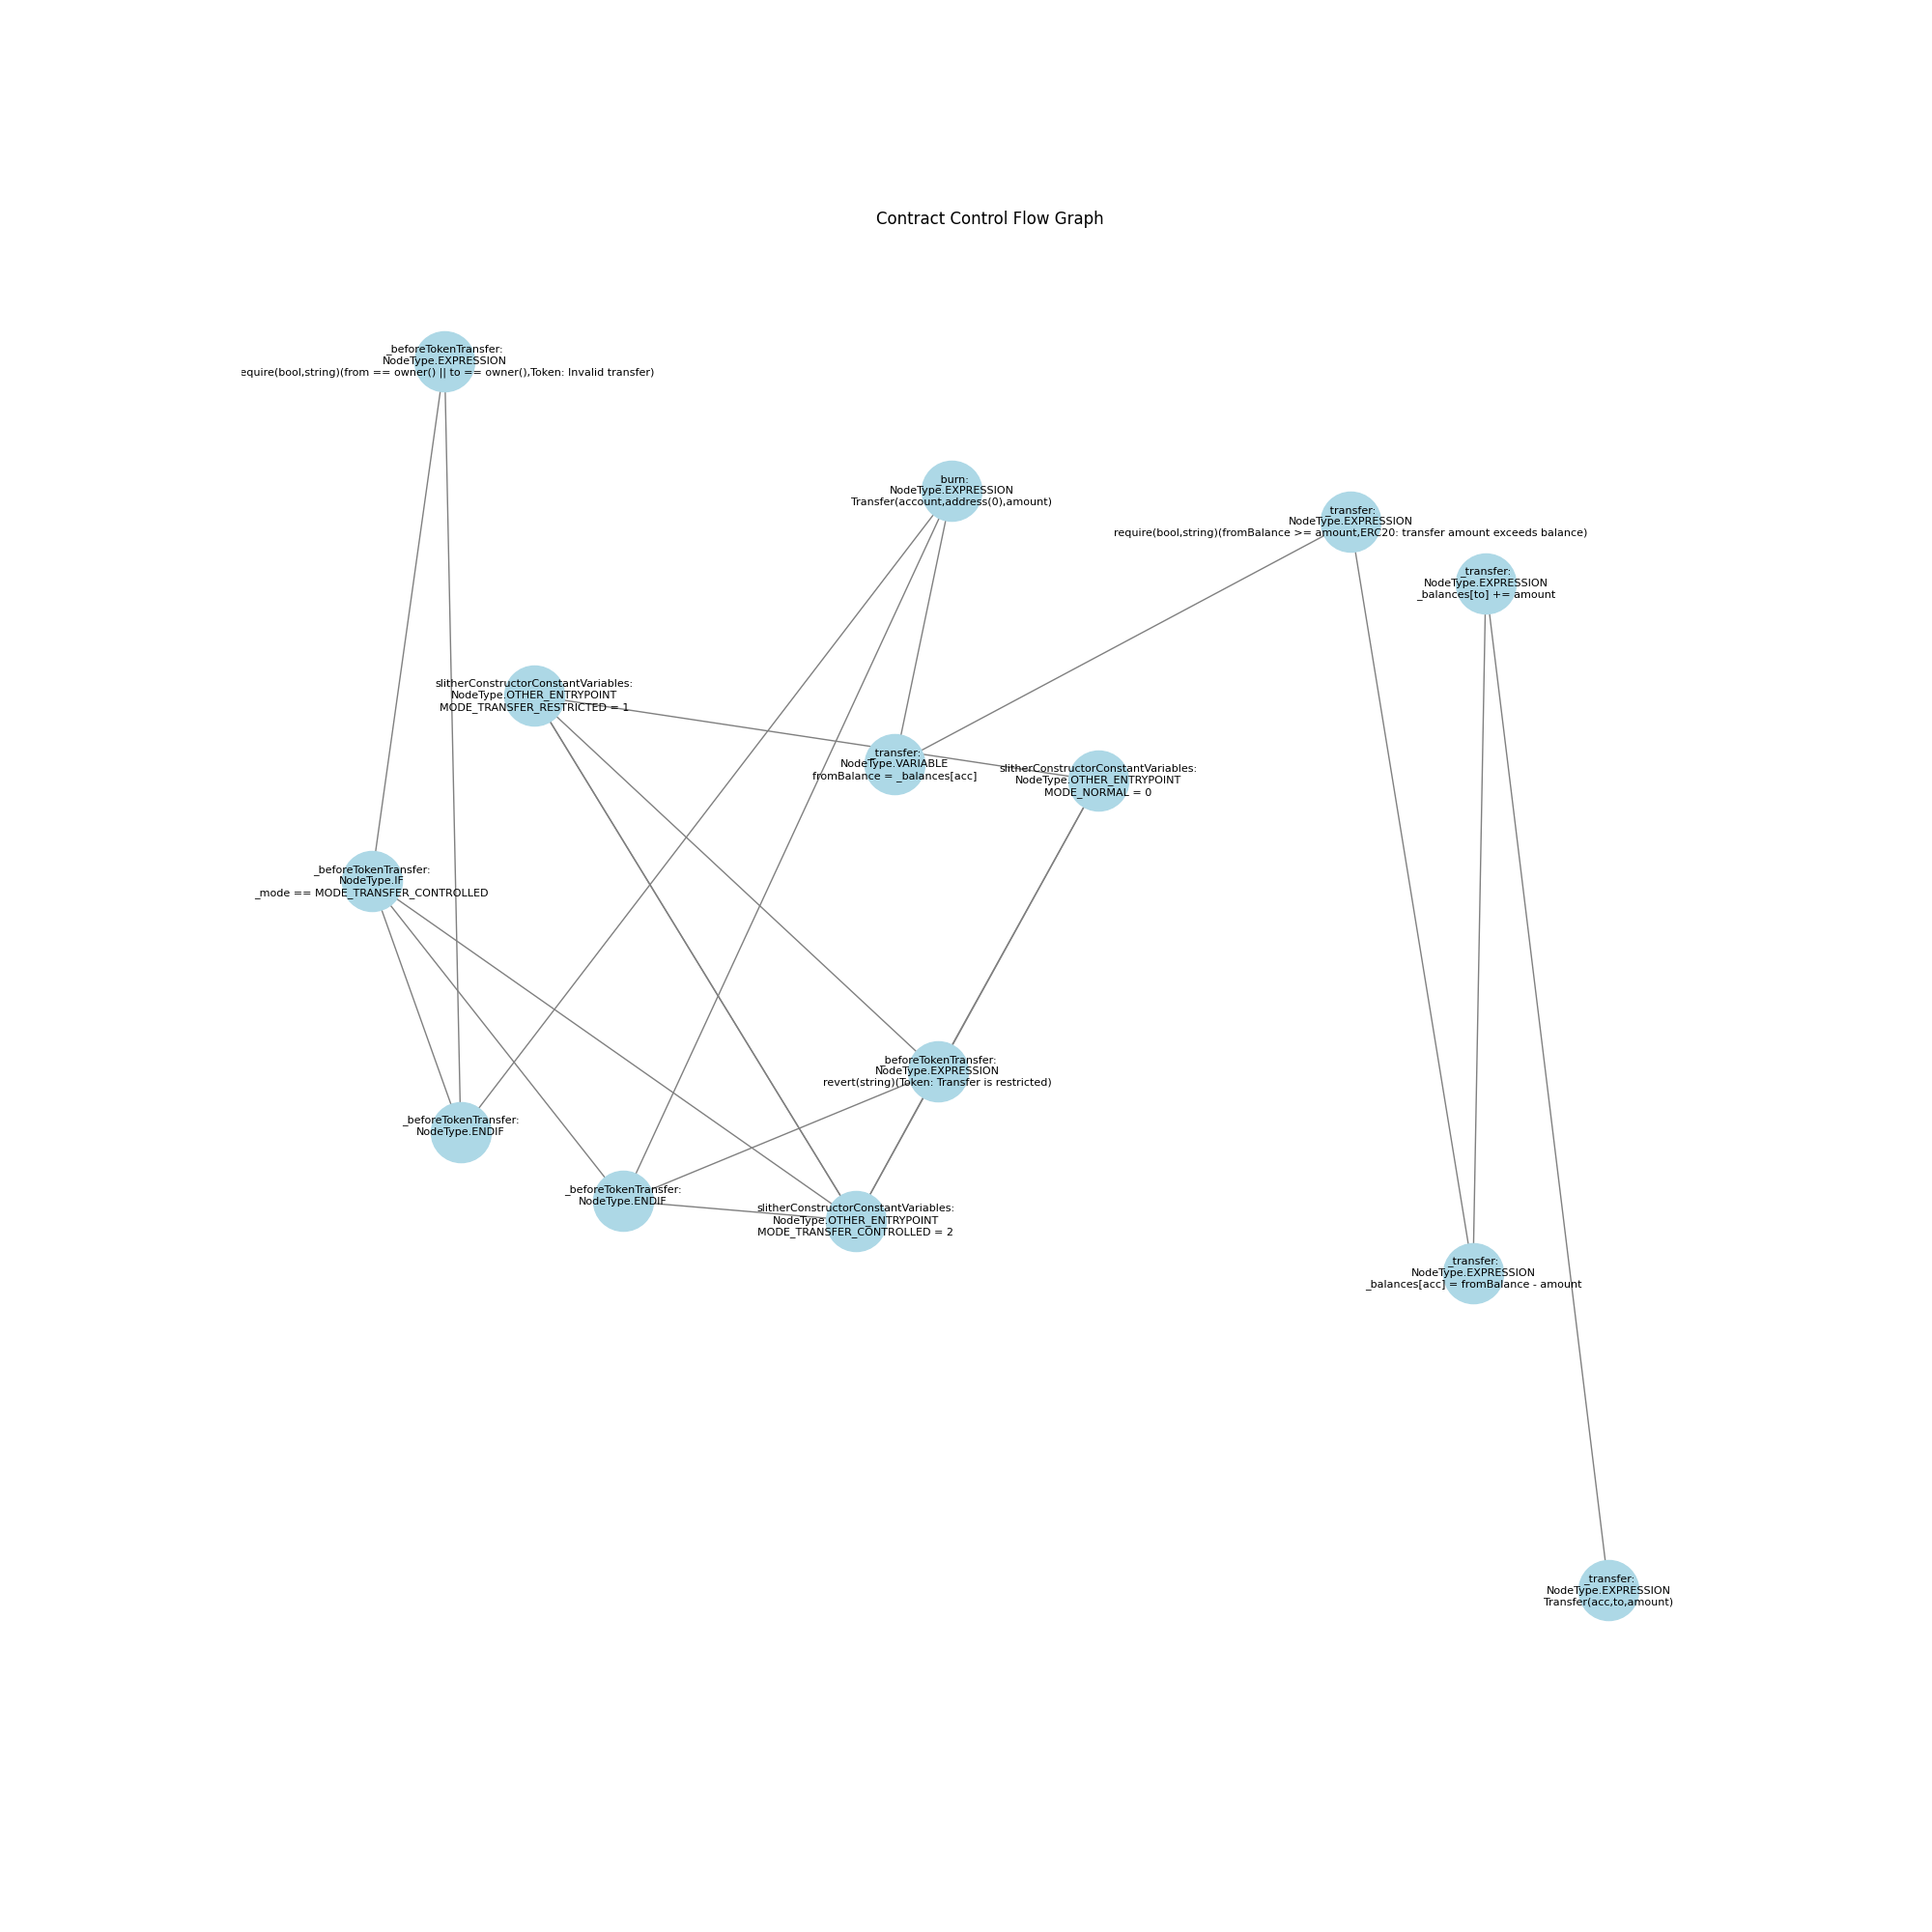 Contract Control Flow Graph
_beforeTokenTransfer:
NodeType.EXPRESSION
equire(bool,string)(from == owner() || to == owner(),Token: Invalid transfer)
_burn:
NodeType.EXPRESSION
Transfer(account,address(0),amount)
_transfer:
NodeType.EXPRESSION
require(bool,string)(fromBalance >= amount,ERC20: transfer amount exceeds balance)
_transfer:
NodeType.EXPRESSION
_balances[to] += amount
slitherConstructorConstantVariables:
NodeType.OTHER_ENTRYPOINT
MODE_TRANSFER_RESTRICTED = 1
_transfer:
NodeType.VARIABLE
fromBalance = _balances[acc]
slitherConstructorConstantVariables:
NodeType.OTHER_ENTRYPOINT
MODE_NORMAL = 0
_beforeTokenTransfer:
NodeType.IF
_mode == MODE_TRANSFER_CONTROLLED
_beforeTokenTransfer:
NodeType.EXPRESSION
revert(string)(Token: Transfer is restricted)
_beforeTokenTransfer:
NodeType.ENDIF
_beforeTokenTransfer:
NodeType.ENDIF
slitherConstructorConstantVariables:
NodeType.OTHER_ENTRYPOINT
MODE_TRANSFER_CONTROLLED = 2
_transfer:
NodeType.EXPRESSION
_balances[acc] = fromBalance - amount
_transfer:
NodeType.EXPRESSION
Transfer(acc,to,amount)